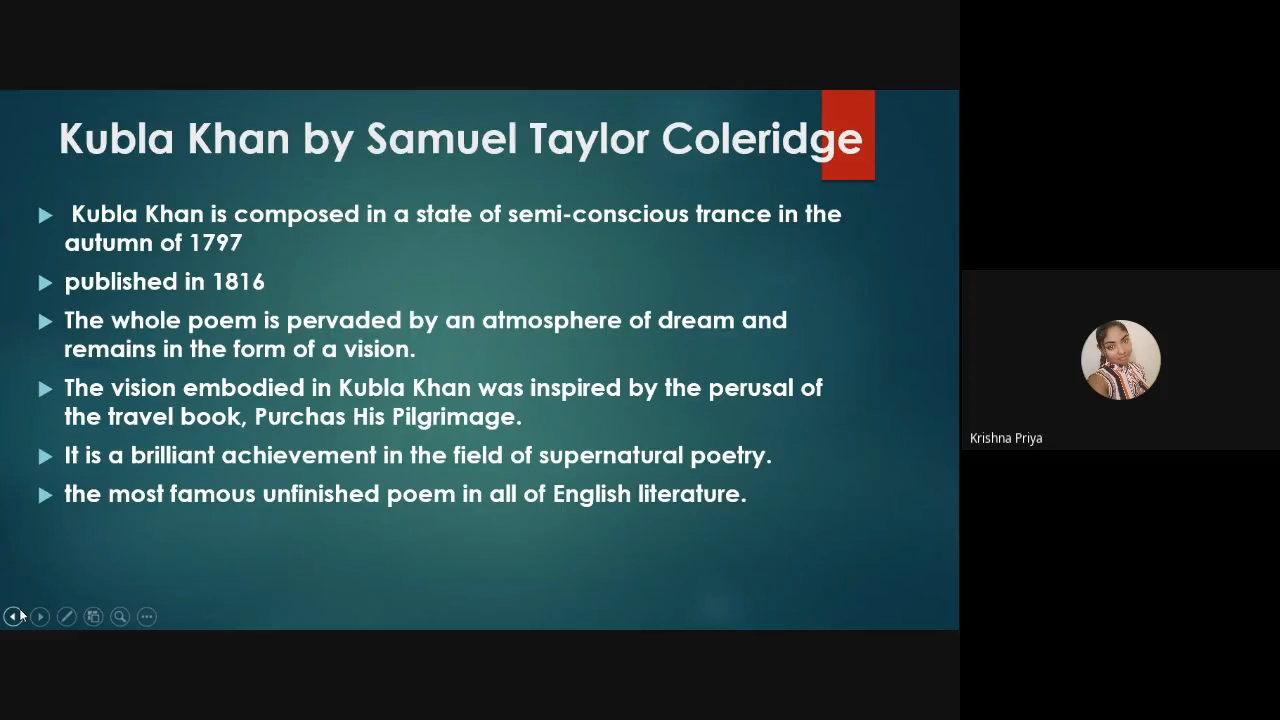 Kubla Khan by Samuel Taylor Coleridge
Kubla Khan is composed in a state of semi-conscious trance in the
autumn of 1797
published in 1816
The whole poem is pervaded by an atmosphere of dream and
remains in the form of a vision.
The vision embodied in Kubla Khan was inspired by the perusal of
the travel book, Purchas His Pilgrimage.
It is a brilliant achievement in the field of supernatural poetry.
the most famous unfinished poem in all of English literature.
Krishna Priya